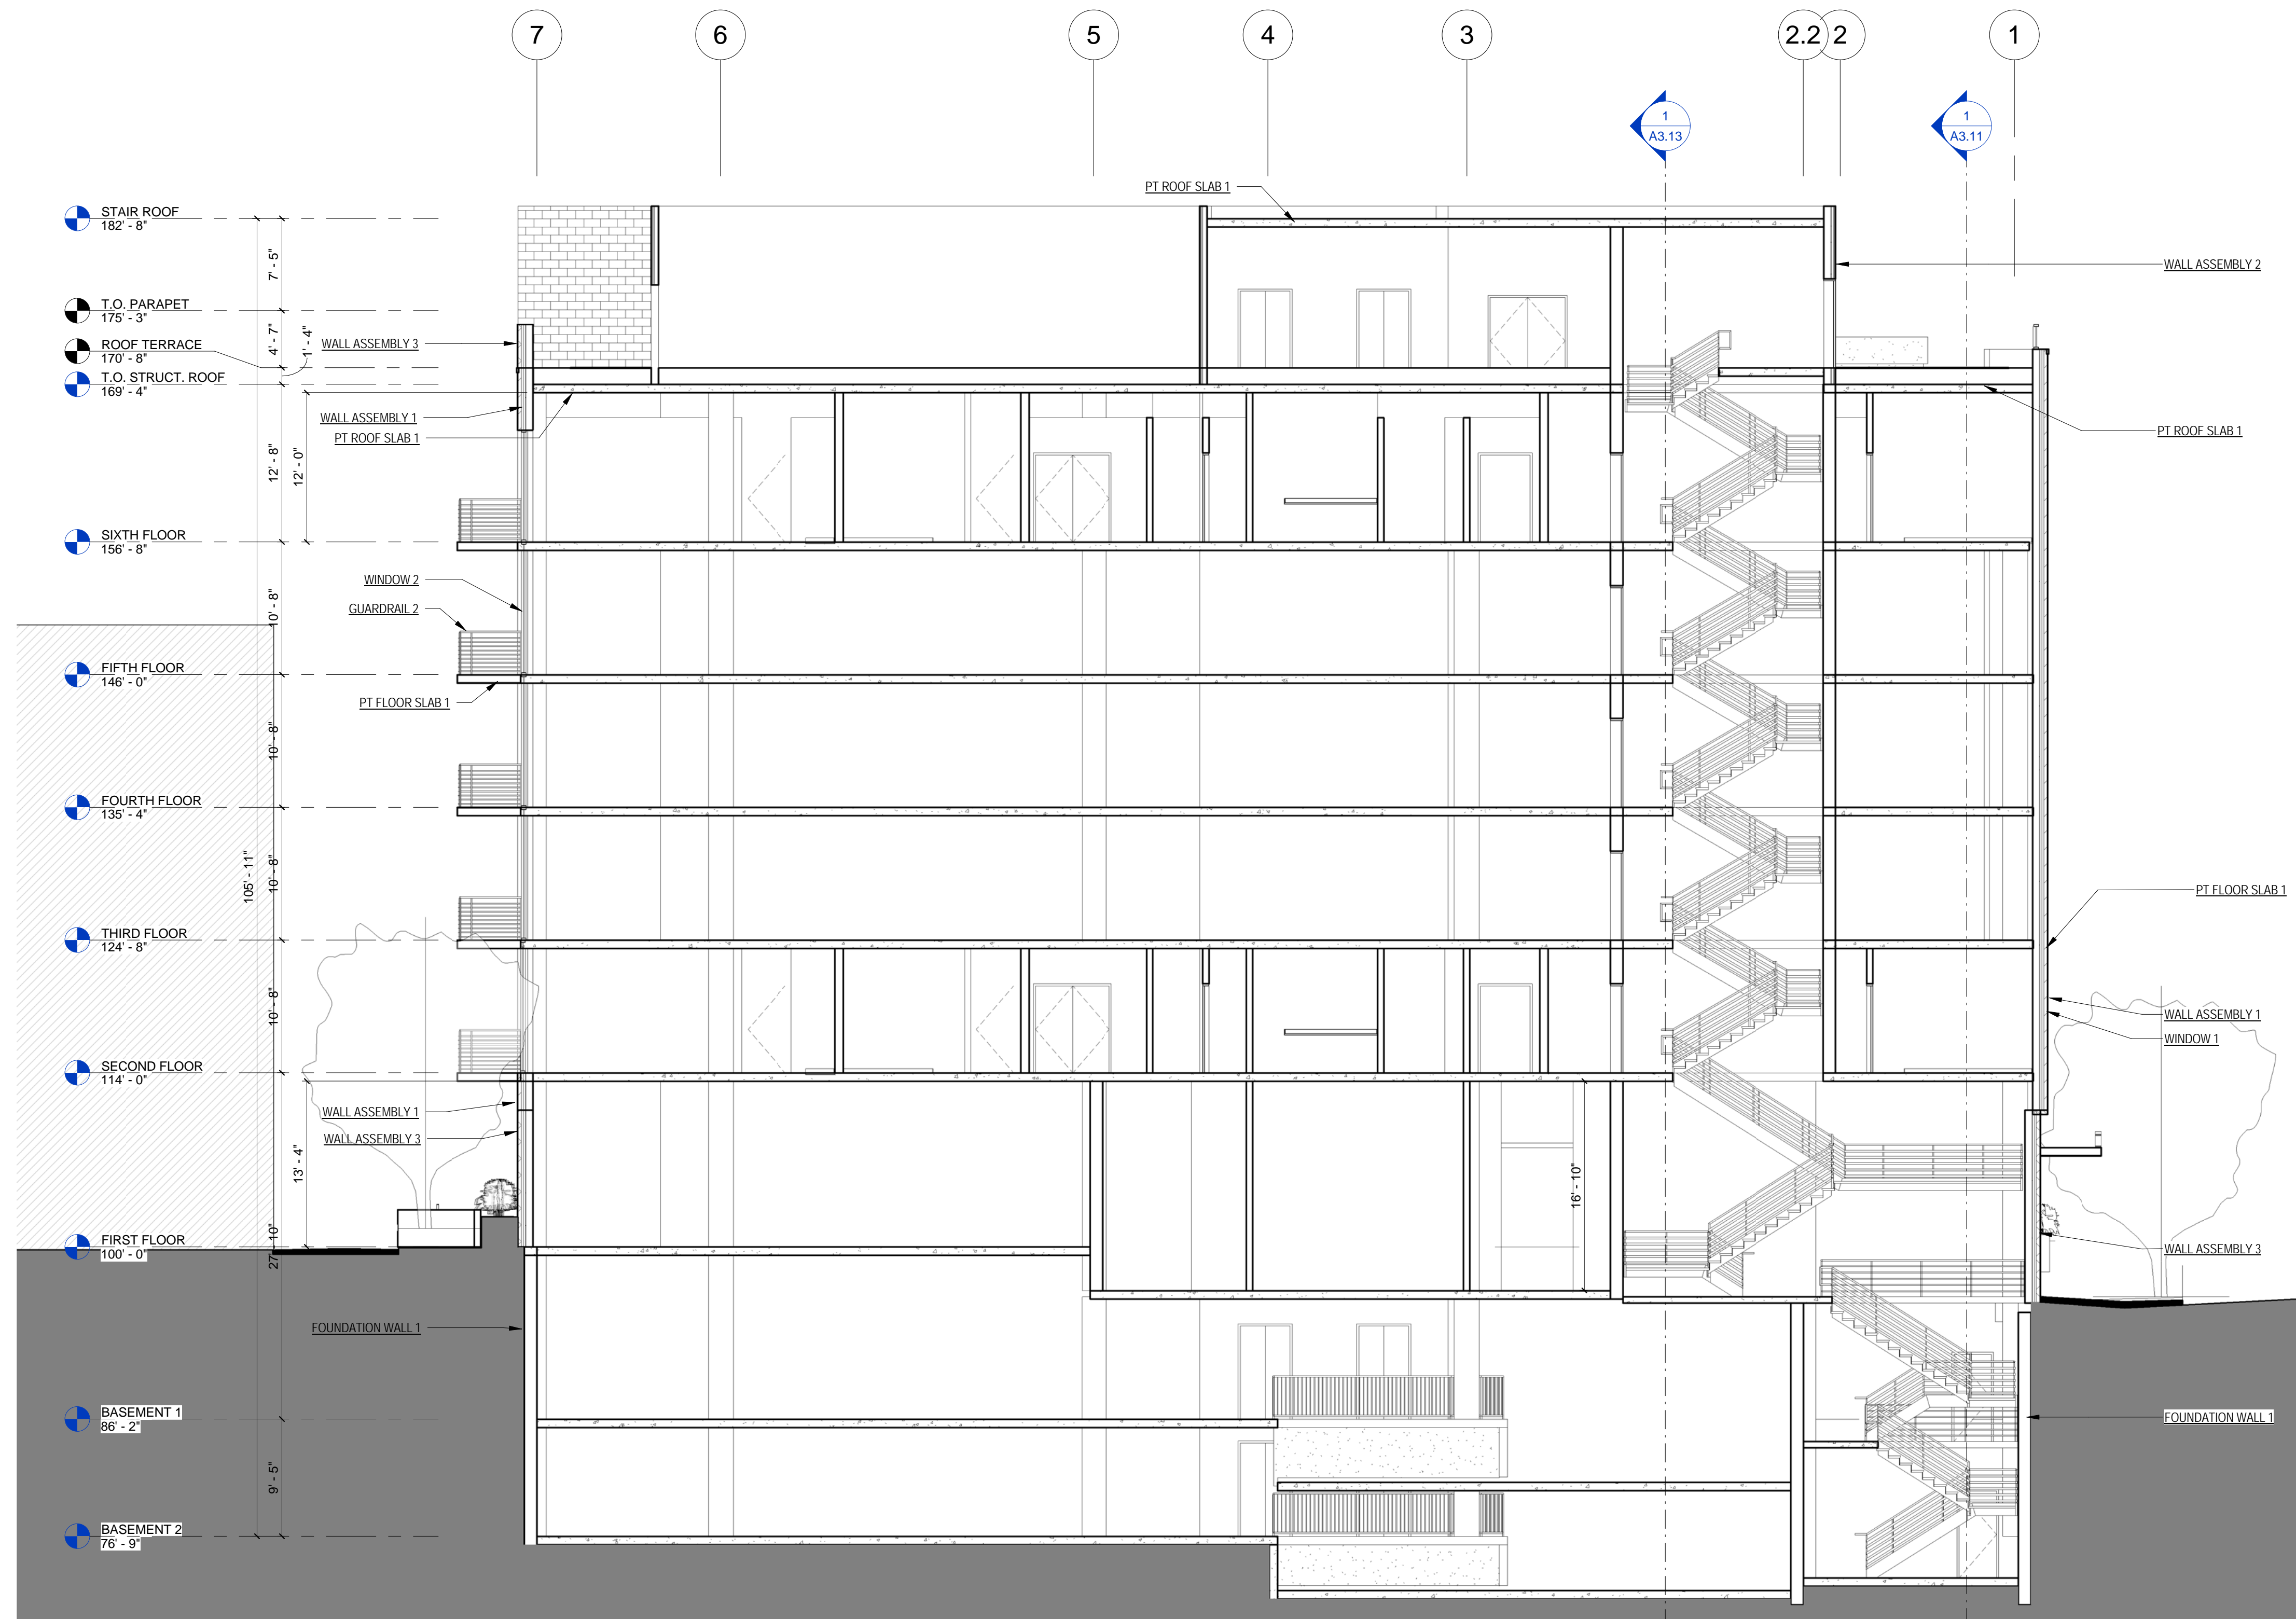 7
6
5
4
3
2.2
2
1
1
A3.13
1
A3.11
PT ROOF SLAB 1
STAIR ROOF
182' - 8"
7' - 5"
WALL ASSEMBLY 2
T.O. PARAPET
175' - 3"
4' - 7"
1' - 4"
ROOF TERRACE
170' - 8"
WALL ASSEMBLY 3
T.O. STRUCT. ROOF
169' - 4"
WALL ASSEMBLY 1
PT ROOF SLAB 1
PT ROOF SLAB 1
12' - 8"
12' - 0"
SIXTH FLOOR
156' - 8"
WINDOW 2
GUARDRAIL 2
10' - 8"
FIFTH FLOOR
146' - 0"
PT FLOOR SLAB 1
10' - 8"
FOURTH FLOOR
135' - 4"
105' - 11"
10' - 8"
PT FLOOR SLAB 1
THIRD FLOOR
124' - 8"
10' - 8"
WALL ASSEMBLY 1
WINDOW 1
SECOND FLOOR
114' - 0"
WALL ASSEMBLY 1
WALL ASSEMBLY 3
13' - 4"
16' - 10"
27' 10"
FIRST FLOOR
100' - 0"
WALL ASSEMBLY 3
FOUNDATION WALL 1
BASEMENT 1
86' - 2"
FOUNDATION WALL 1
9' - 5"
BASEMENT 2
76' - 9"